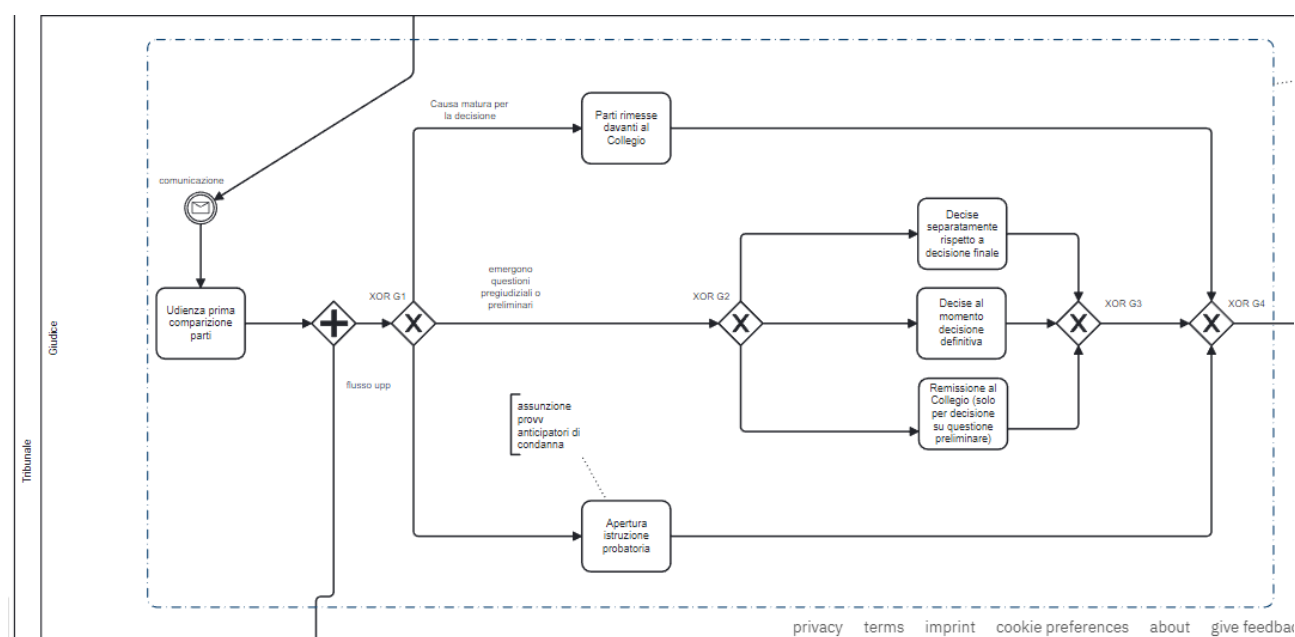 Causa matura per
la decisione
Parti rimesse
davanti al
Collegio
comunicazione
Decise
separatamente
rispetto a
decisione finale
emergono
questioni
pregiudiziali o
preliminari
XOR G1
XOR G2
XOR G3
XOR G4
Udienza prima
comparizione
parti
Decise al
momento
decisione
definitiva
Giudice
flusso upp
Remissione al
Collegio (solo
per decisione
su questione
preliminare)
assunzione
provv
anticipatori di
condanna
Tribunale
Apertura
istruzione
probatoria
privacy terms imprint cookie preferences about give feedbac